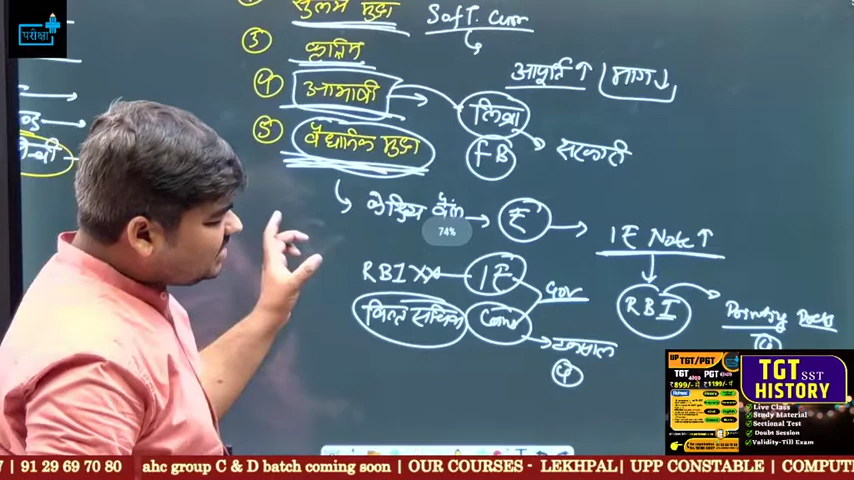 परीक्षा
सुलभ मुद्रा
Soft. Curr
③ कृत्रिम
④ आभाषी
आपूर्ति ↑ माग ↓
लिब्रा
⑤ वैधानिक मुद्रा
FB
सरकारी
केन्द्रिय बैंक → ₹
74%
1₹ Note ↑
RBI XX 1₹
Gov
RBI
वित्त सचिव
टकसाल
④
UP TGT/PGT
TGT
PGT
₹899/- में
₹1199/- में
TGT SST
HISTORY
Live Class
Study Material
Sectional Test
Doubt Session
Validity-Till Exam
91 29 69 70 80 ahc group C & D batch coming soon | OUR COURSES - LEKHPAL| UPP CONSTABLE | COMPUT